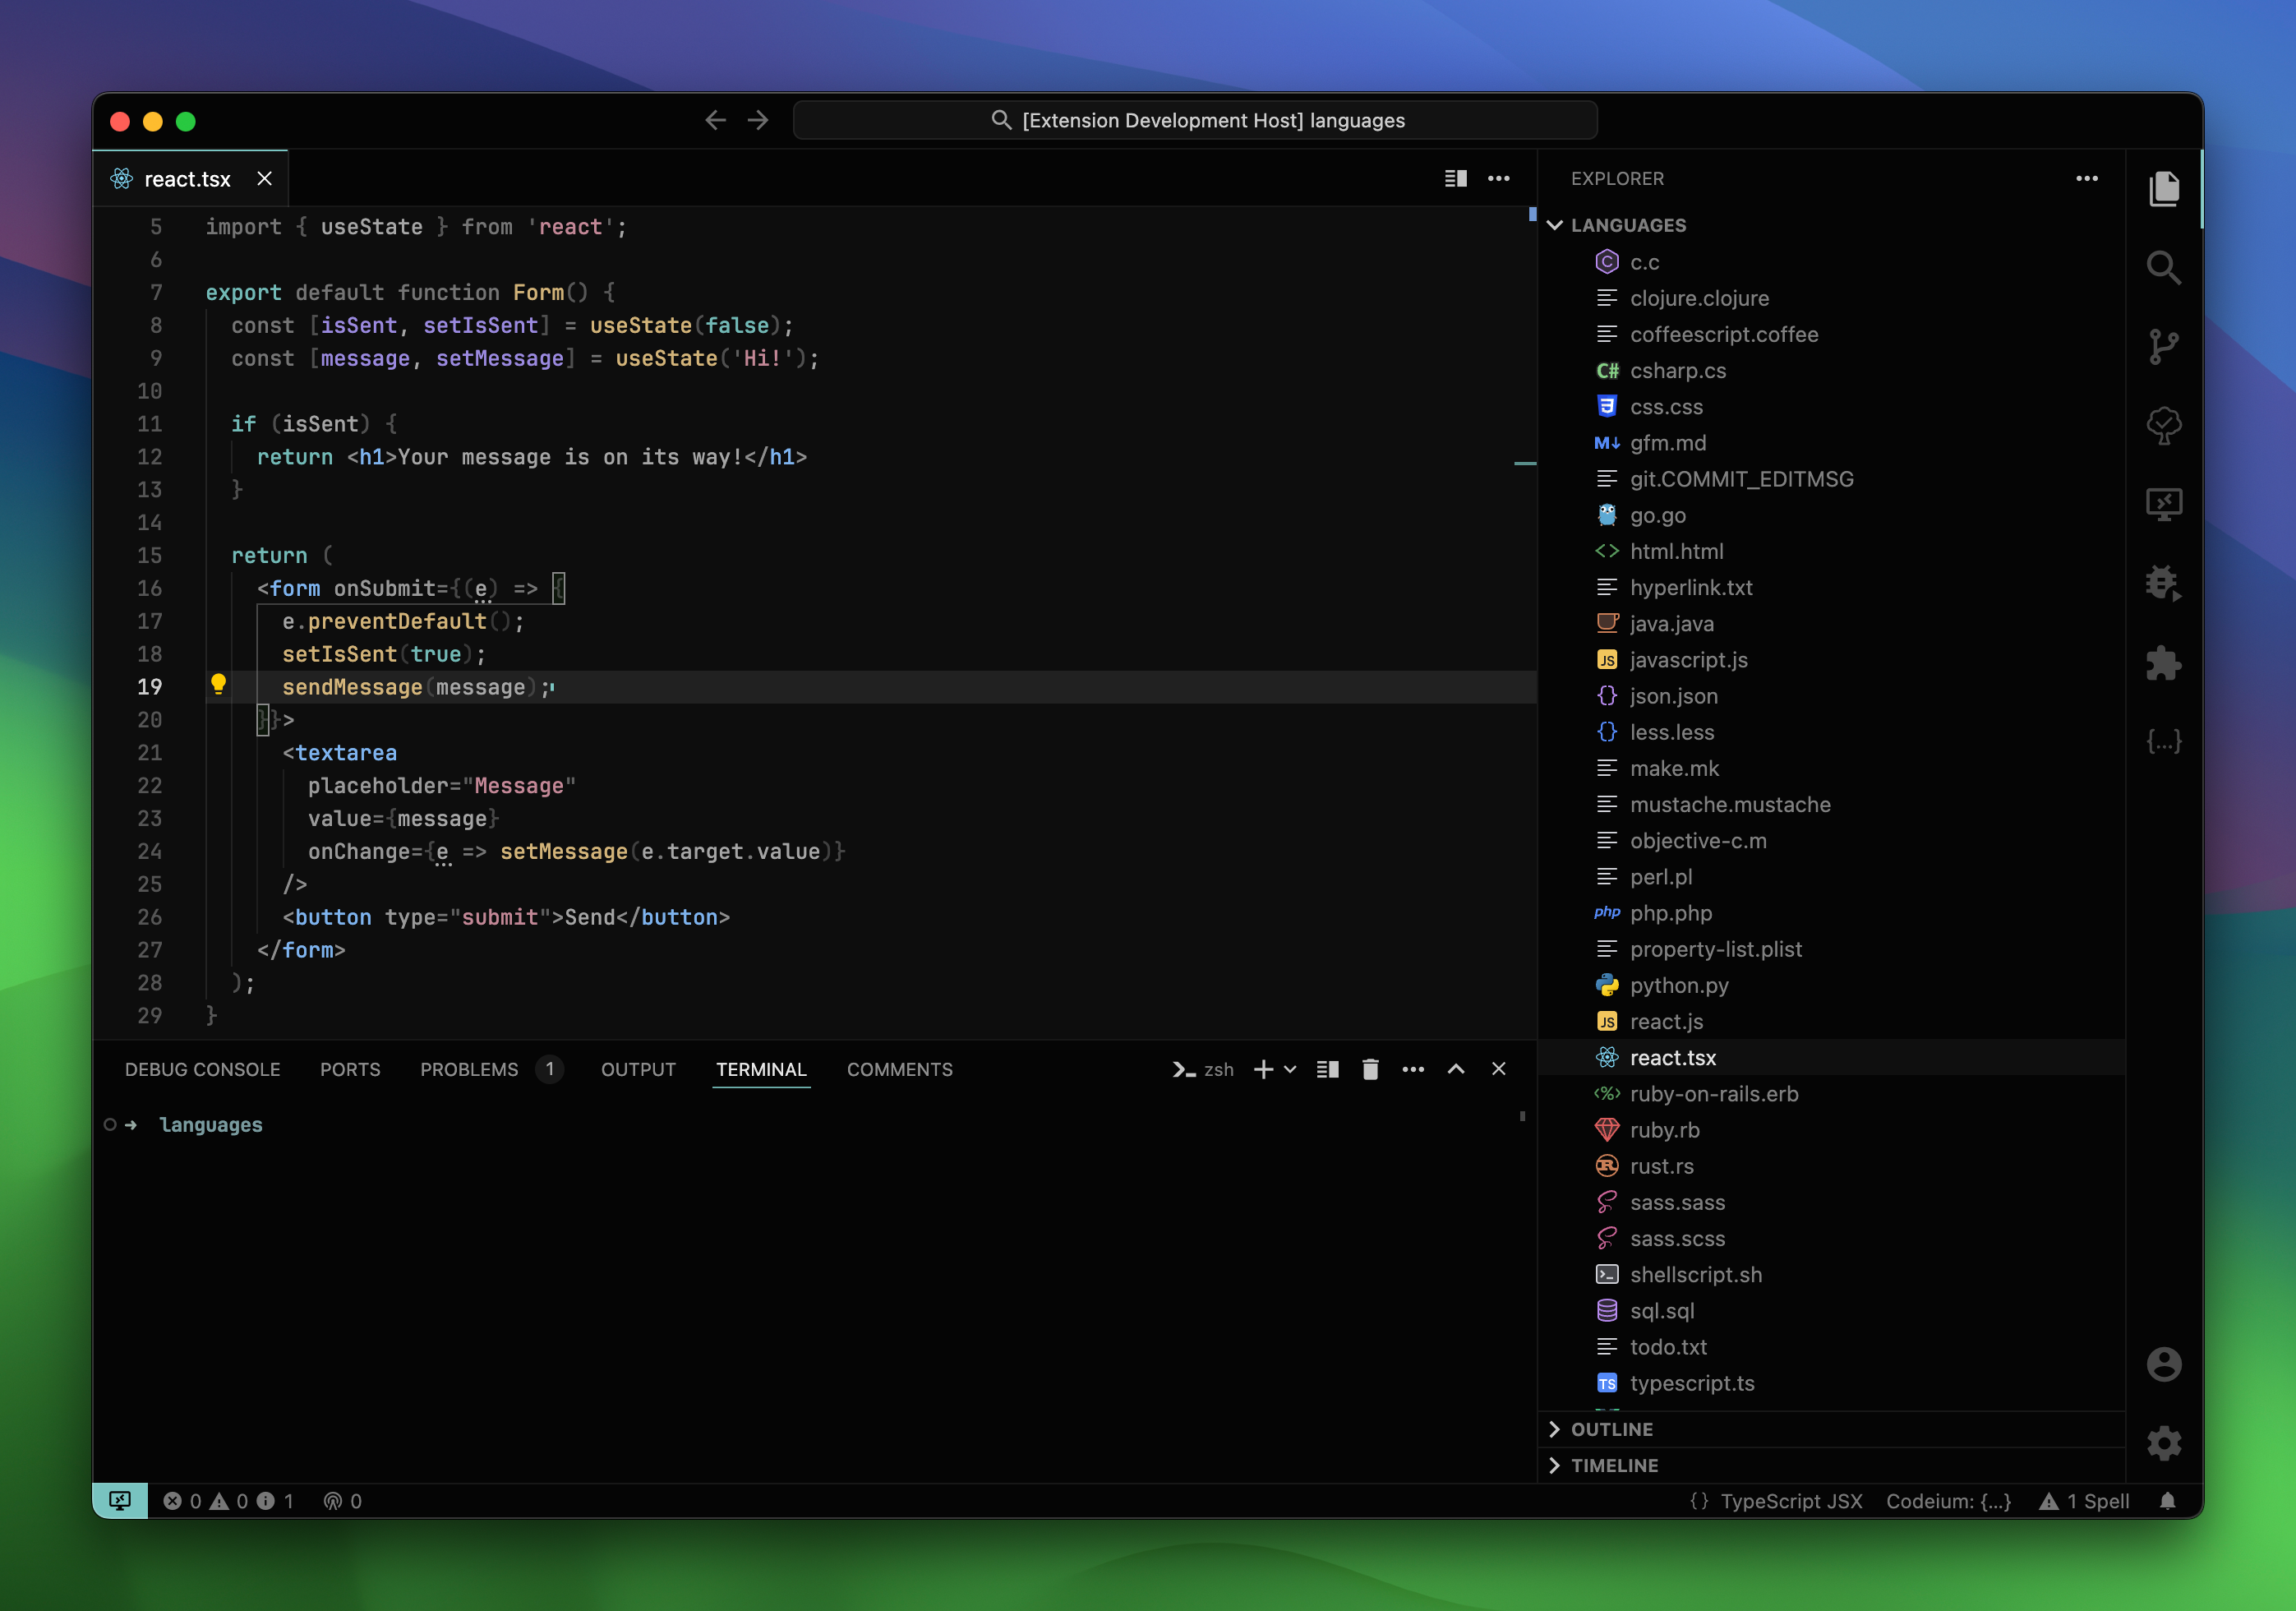 [Extension Development Host] languages
react.tsx
5 import { useState } from 'react';
6
7 export default function Form() {
8 const [isSent, setIsSent] = useState(false);
9 const [message, setMessage] = useState('Hi!');
10
11 if (isSent) {
12 return <h1>Your message is on its way!</h1>
13 }
14
15 return (
16 <form onSubmit={(e) => {
17 e.preventDefault();
18 setIsSent(true);
19 sendMessage(message);
20 }}>
21 <textarea
22 placeholder="Message"
23 value={message}
24 onChange={e => setMessage(e.target.value)}
25 />
26 <button type="submit">Send</button>
27 </form>
28 );
29 }
DEBUG CONSOLE PORTS PROBLEMS 1 OUTPUT TERMINAL COMMENTS zsh
➜ languages
EXPLORER
LANGUAGES
C c.c
clojure.clojure
coffeescript.coffee
C# csharp.cs
css.css
M↓ gfm.md
git.COMMIT_EDITMSG
go.go
<> html.html
hyperlink.txt
java.java
JS javascript.js
{} json.json
{} less.less
make.mk
mustache.mustache
objective-c.m
perl.pl
php php.php
property-list.plist
python.py
JS react.js
react.tsx
<%> ruby-on-rails.erb
ruby.rb
R rust.rs
sass.sass
sass.scss
shellscript.sh
sql.sql
todo.txt
TS typescript.ts
OUTLINE
TIMELINE
{...}
0 0 1 0
{} TypeScript JSX Codeium: {...} 1 Spell